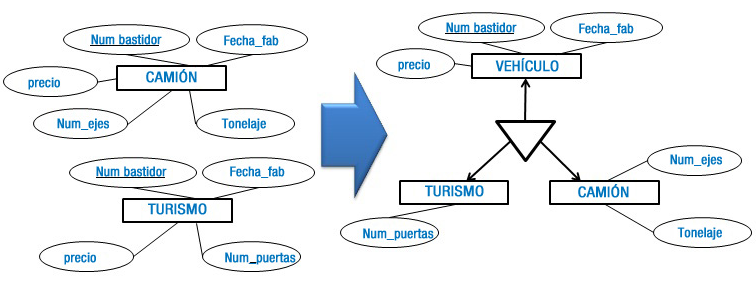 Num bastidor
Fecha_fab
precio
CAMIÓN
Num_ejes
Tonelaje
Num bastidor
Fecha_fab
TURISMO
precio
Num_puertas
Num bastidor
Fecha_fab
precio
VEHÍCULO
TURISMO
CAMIÓN
Num_ejes
Num_puertas
Tonelaje